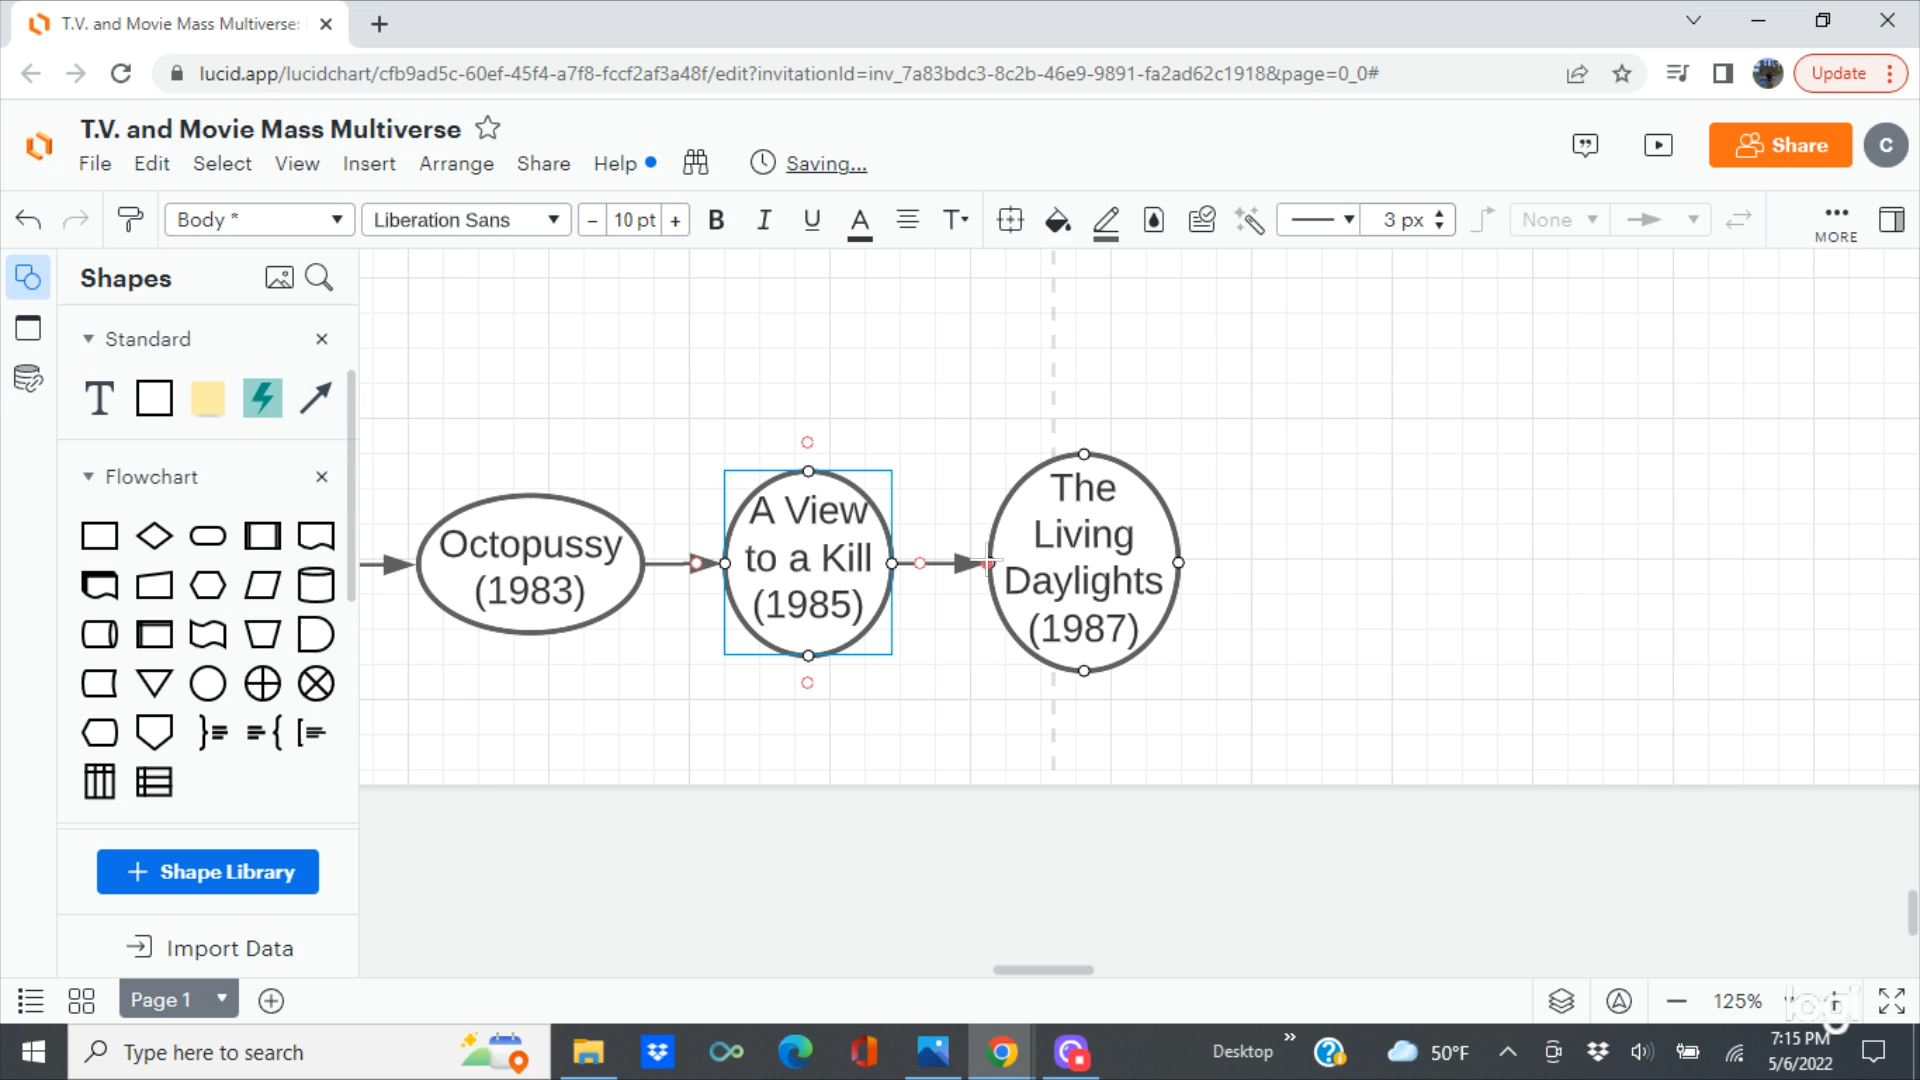 T.V. and Movie Mass Multiverse:
lucid.app/lucidchart/cfb9ad5c-60ef-45f4-a7f8-fccf2af3a48f/edit?invitationId=inv_7a83bdc3-8c2b-46e9-9891-fa2ad62c1918&page=0_0#
Update
T.V. and Movie Mass Multiverse
File Edit Select View Insert Arrange Share Help Saving...
Share
C
Body * Liberation Sans - 10 pt + B I U A T 3 px None MORE
Shapes
Standard
T
Flowchart
Octopussy
(1983)
A View
to a Kill
(1985)
The
Living
Daylights
(1987)
+ Shape Library
Import Data
Page 1
125%
logi
Type here to search
Desktop
50°F
7:15 PM
5/6/2022